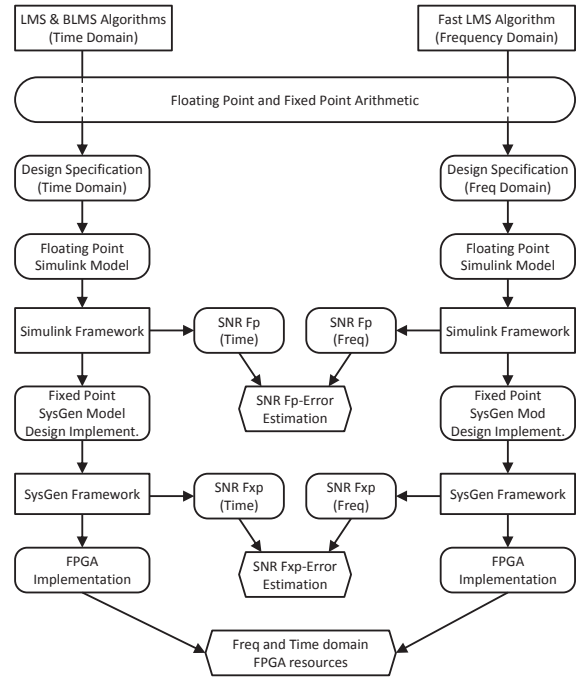 LMS & BLMS Algorithms
(Time Domain)
Fast LMS Algorithm
(Frequency Domain)
Floating Point and Fixed Point Arithmetic
Design Specification
(Time Domain)
Design Specification
(Freq Domain)
Floating Point
Simulink Model
Floating Point
Simulink Model
Simulink Framework
SNR Fp
(Time)
SNR Fp
(Freq)
Simulink Framework
SNR Fp-Error
Estimation
Fixed Point
SysGen Model
Design Implement.
Fixed Point
SysGen Mod
Design Implement.
SysGen Framework
SNR Fxp
(Time)
SNR Fxp
(Freq)
SysGen Framework
SNR Fxp-Error
Estimation
FPGA
Implementation
FPGA
Implementation
Freq and Time domain
FPGA resources